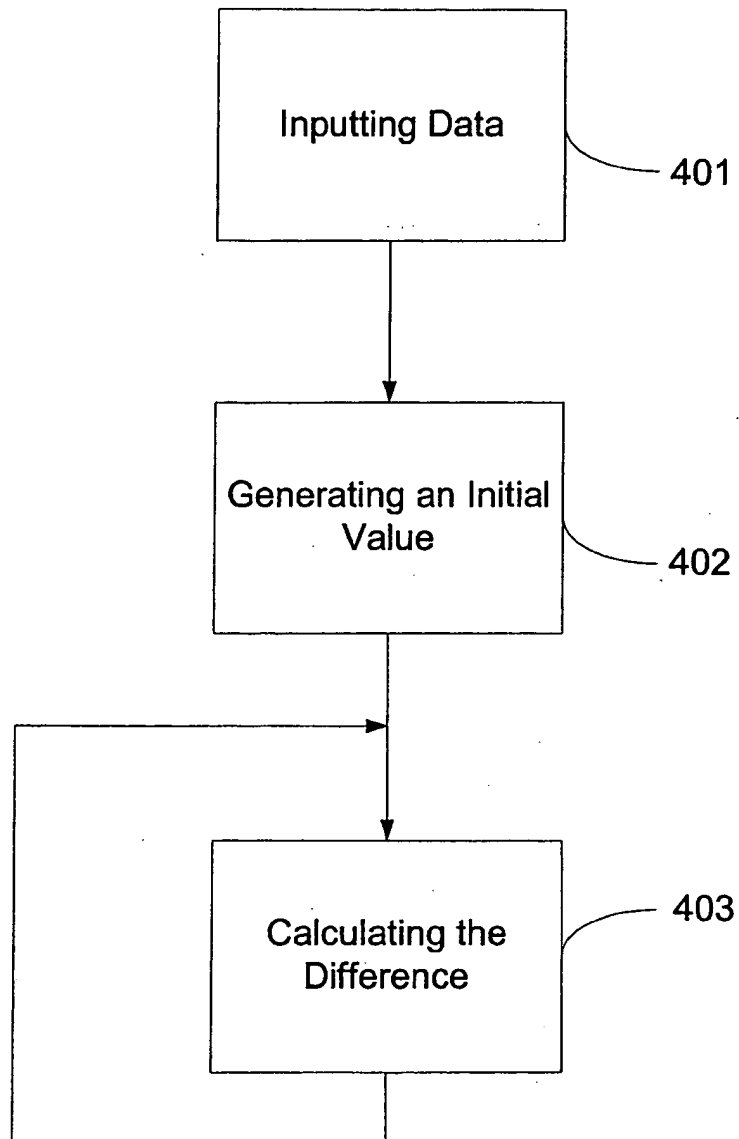 Inputting Data
401
Generating an Initial
Value
402
403
Calculating the
Difference